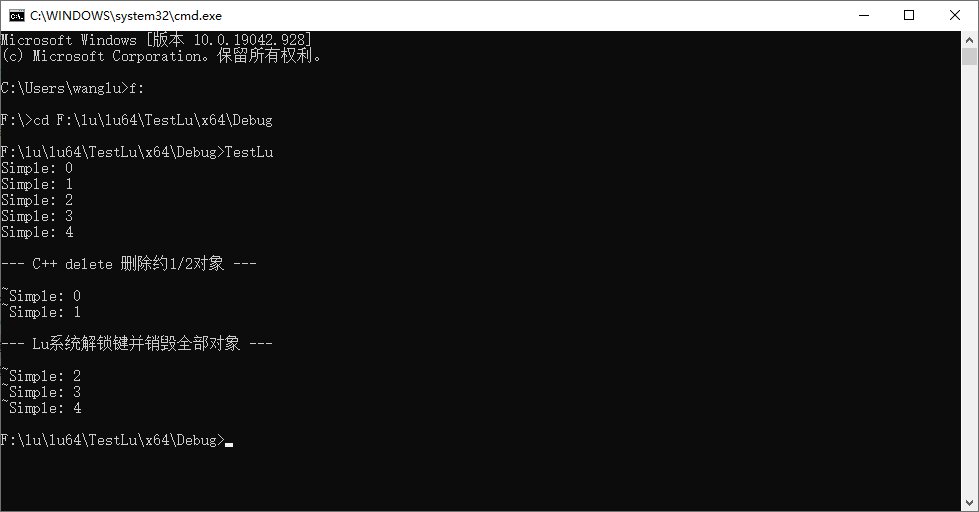 C:\WINDOWS\system32\cmd.exe
Microsoft Windows [版本 10.0.19042.928]
(c) Microsoft Corporation。保留所有权利。
C:\Users\wanglu>f:
F:\>cd F:\lu\lu64\TestLu\x64\Debug
F:\lu\lu64\TestLu\x64\Debug>TestLu
Simple: 0
Simple: 1
Simple: 2
Simple: 3
Simple: 4
--- C++ delete 删除约1/2对象 ---
~Simple: 0
~Simple: 1
--- Lu系统解锁键并销毁全部对象 ---
~Simple: 2
~Simple: 3
~Simple: 4
F:\lu\lu64\TestLu\x64\Debug>